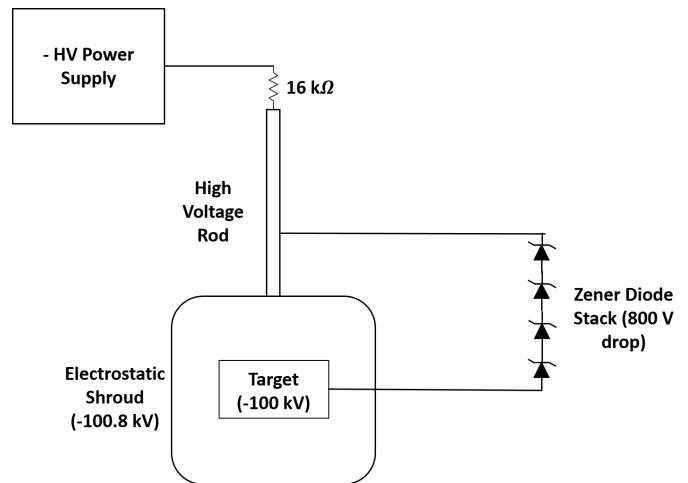 - HV Power
Supply
16 kΩ
High
Voltage
Rod
Zener Diode
Stack (800 V
drop)
Electrostatic
Shroud
(-100.8 kV)
Target
(-100 kV)